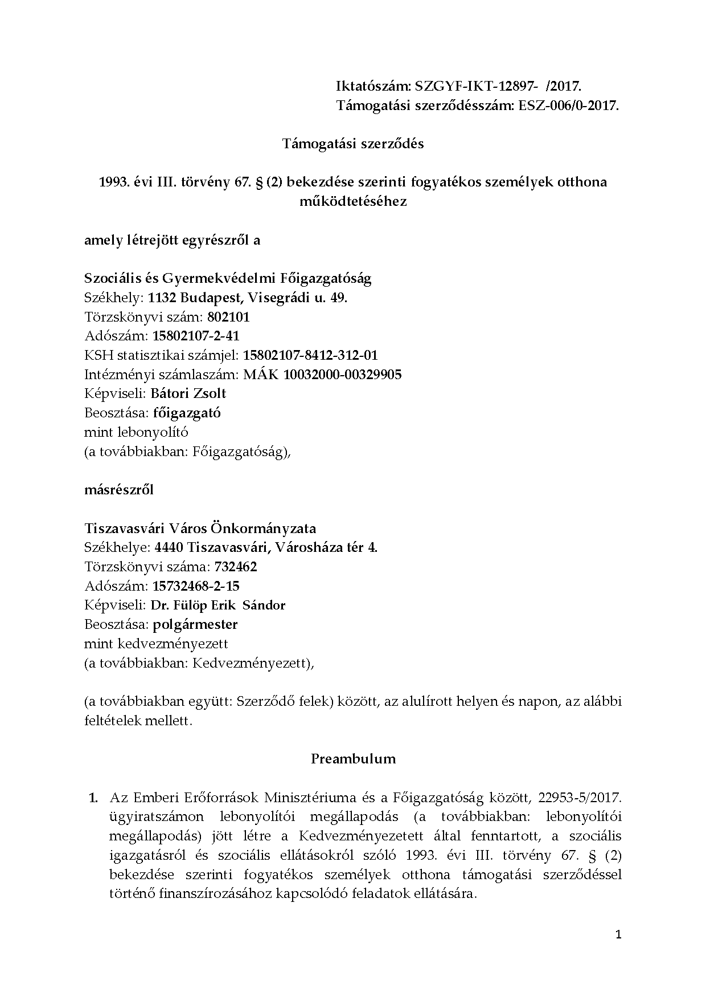 Iktatószám: SZGYF-IKT-12897-  /2017.
Támogatási szerződésszám: ESZ-006/0-2017.
Támogatási szerződés
1993. évi III. törvény 67. § (2) bekezdése szerinti fogyatékos személyek otthona
működtetéséhez
amely létrejött egyrészről a
Szociális és Gyermekvédelmi Főigazgatóság
Székhely: 1132 Budapest, Visegrádi u. 49.
Törzskönyvi szám: 802101
Adószám: 15802107-2-41
KSH statisztikai számjel: 15802107-8412-312-01
Intézményi számlaszám: MÁK 10032000-00329905
Képviseli: Bátori Zsolt
Beosztása: főigazgató
mint lebonyolító
(a továbbiakban: Főigazgatóság),
másrészről
Tiszavasvári Város Önkormányzata
Székhelye: 4440 Tiszavasvári, Városháza tér 4.
Törzskönyvi száma: 732462
Adószám: 15732468-2-15
Képviseli: Dr. Fülöp Erik  Sándor
Beosztása: polgármester
mint kedvezményezett
(a továbbiakban: Kedvezményezett),
(a továbbiakban együtt: Szerződő felek) között, az alulírott helyen és napon, az alábbi
feltételek mellett.
Preambulum
1. Az Emberi Erőforrások Minisztériuma és a Főigazgatóság között, 22953-5/2017.
ügyiratszámon lebonyolítói megállapodás (a továbbiakban: lebonyolítói
megállapodás) jött létre a Kedvezményezetett által fenntartott, a szociális
igazgatásról és szociális ellátásokról szóló 1993. évi III. törvény 67. § (2)
bekezdése szerinti fogyatékos személyek otthona támogatási szerződéssel
történő finanszírozásához kapcsolódó feladatok ellátására.
1